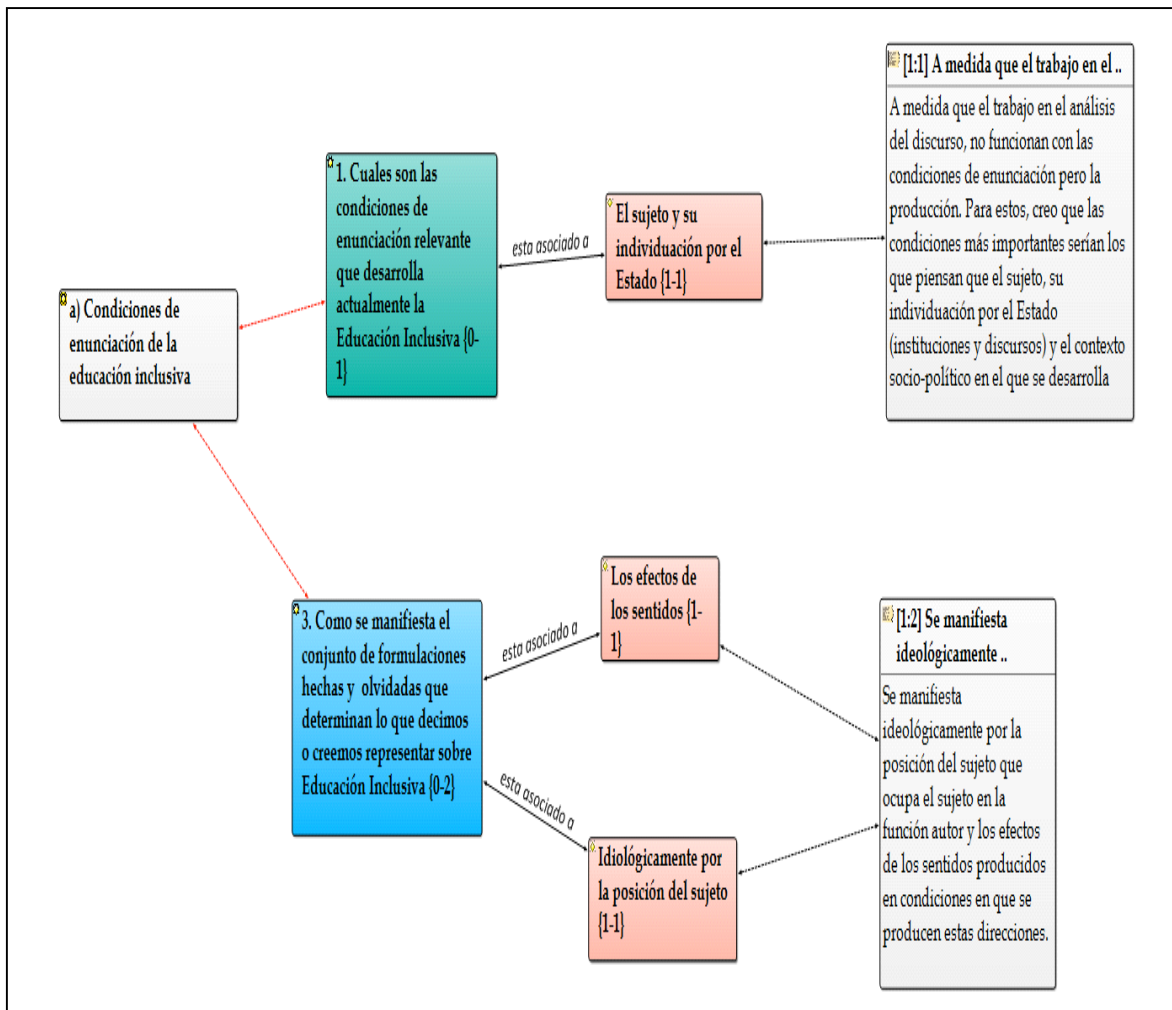 a) Condiciones de
enunciación de la
educación inclusiva
1. Cuales son las
condiciones de
enunciación relevante
que desarrolla
actualmente la
Educación Inclusiva {0-
1}
esta asociado a
El sujeto y su
individuación por el
Estado {1-1}
[1:1] A medida que el trabajo en el ..
A medida que el trabajo en el análisis
del discurso, no funcionan con las
condiciones de enunciación pero la
producción. Para estos, creo que las
condiciones más importantes serían los
que piensan que el sujeto, su
individuación por el Estado
(instituciones y discursos) y el contexto
socio-político en el que se desarrolla
3. Como se manifiesta el
conjunto de formulaciones
hechas y olvidadas que
determinan lo que decimos
o creemos representar sobre
Educación Inclusiva {0-2}
esta asociado a
Los efectos de
los sentidos {1-
1}
esta asociado a
Idiológicamente por
la posición del sujeto
{1-1}
[1:2] Se manifiesta
ideológicamente ..
Se manifiesta
ideológicamente por la
posición del sujeto que
ocupa el sujeto en la
función autor y los efectos
de los sentidos producidos
en condiciones en que se
producen estas direcciones.